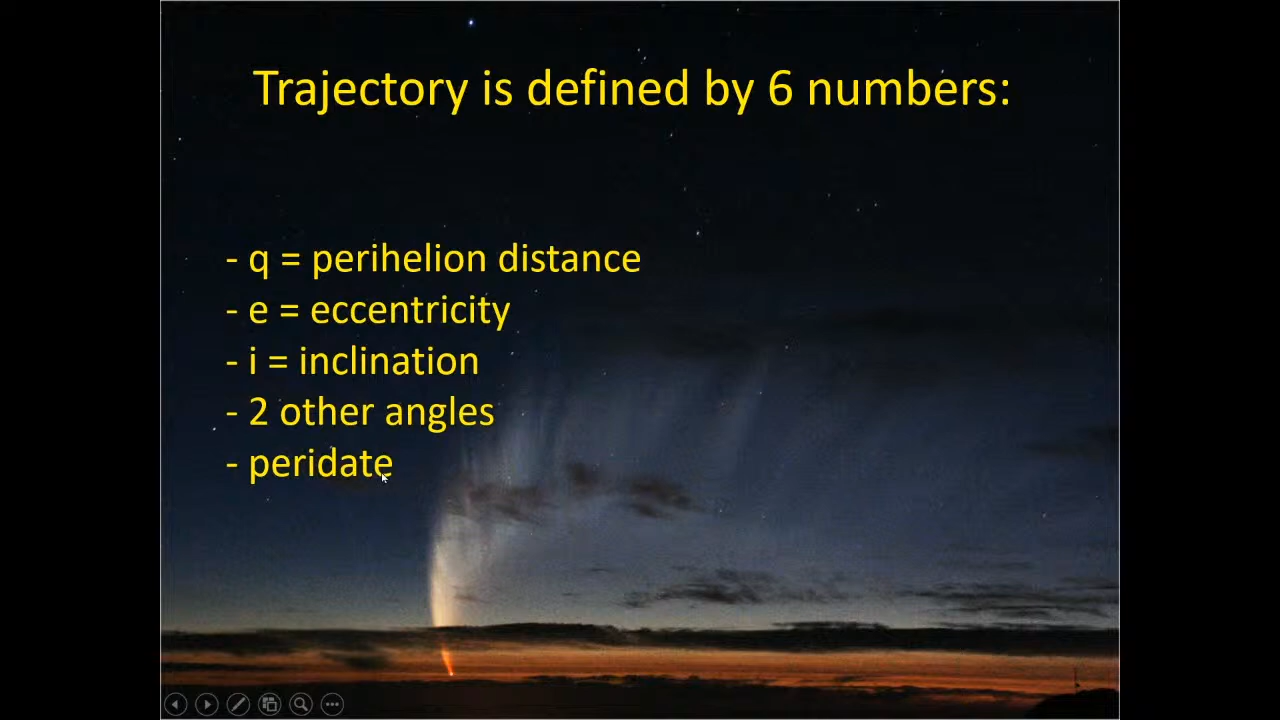 Trajectory is defined by 6 numbers:
- q = perihelion distance
- e = eccentricity
- i = inclination
- 2 other angles
- peridate